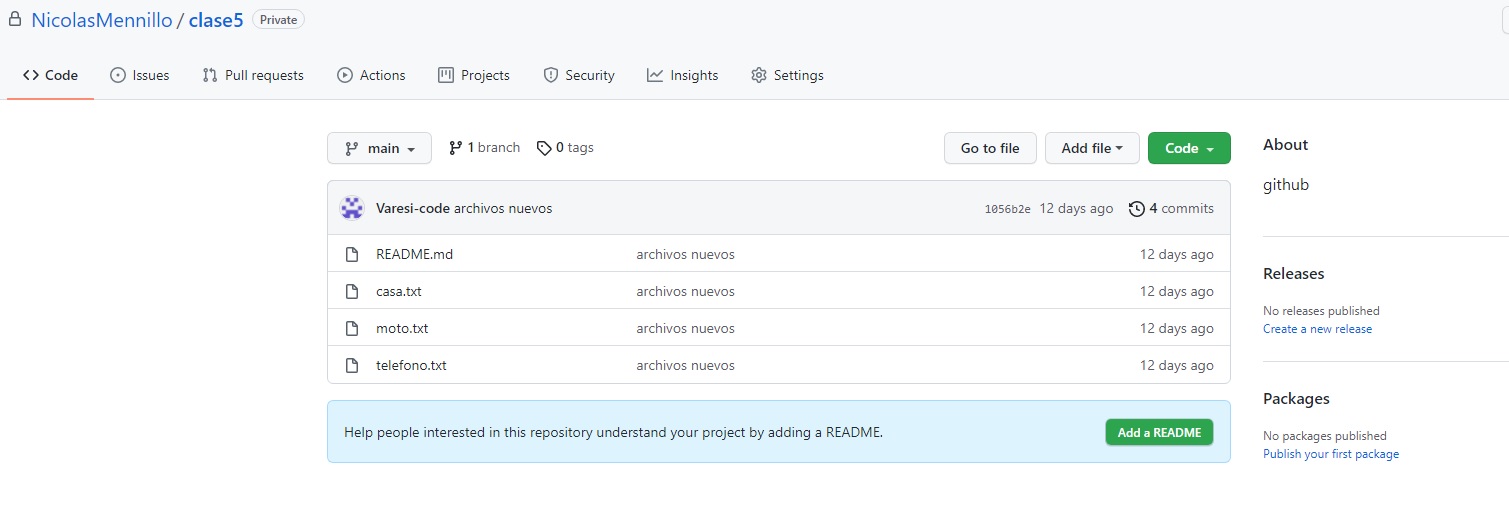 NicolasMennillo / clase5 Private
Code Issues Pull requests Actions Projects Security Insights Settings
main 1 branch 0 tags Go to file Add file Code
Varesi-code archivos nuevos 1056b2e 12 days ago 4 commits
README.md archivos nuevos 12 days ago
casa.txt archivos nuevos 12 days ago
moto.txt archivos nuevos 12 days ago
telefono.txt archivos nuevos 12 days ago
Help people interested in this repository understand your project by adding a README. Add a README
About
github
Releases
No releases published
Create a new release
Packages
No packages published
Publish your first package